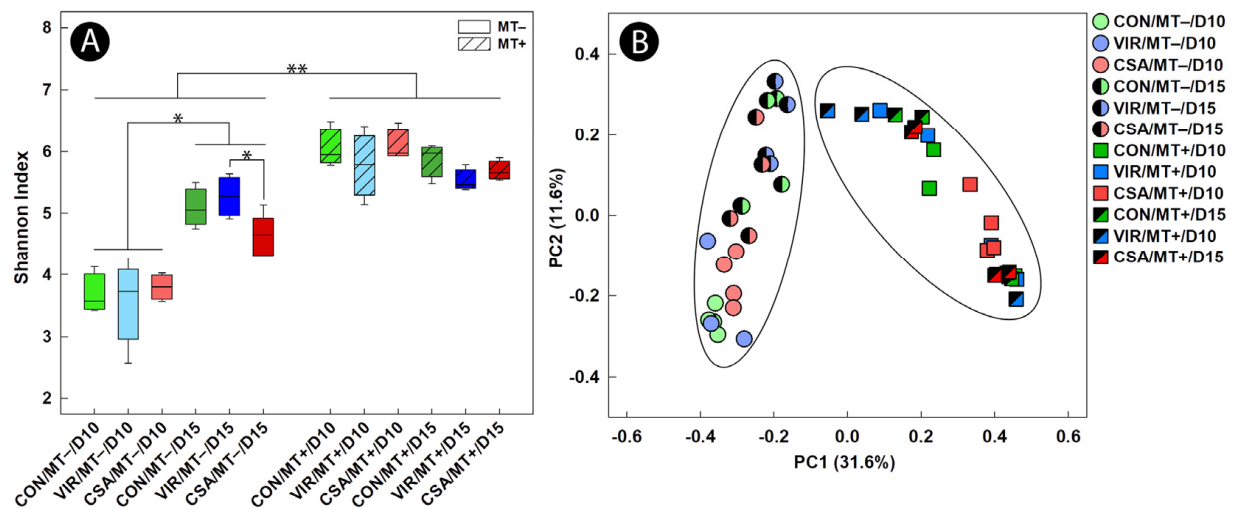 A
MT–
MT+
8
7
6
5
4
3
2
Shannon Index
**
*
*
CON/MT–/D10
VIR/MT–/D10
CSA/MT–/D10
CON/MT–/D15
VIR/MT–/D15
CSA/MT–/D15
CON/MT+/D10
VIR/MT+/D10
CSA/MT+/D10
CON/MT+/D15
VIR/MT+/D15
CSA/MT+/D15
B
0.4
0.2
0.0
-0.2
-0.4
PC2 (11.6%)
-0.6
-0.4
-0.2
0.0
0.2
0.4
0.6
PC1 (31.6%)
CON/MT–/D10
VIR/MT–/D10
CSA/MT–/D10
CON/MT–/D15
VIR/MT–/D15
CSA/MT–/D15
CON/MT+/D10
VIR/MT+/D10
CSA/MT+/D10
CON/MT+/D15
VIR/MT+/D10
CSA/MT+/D15